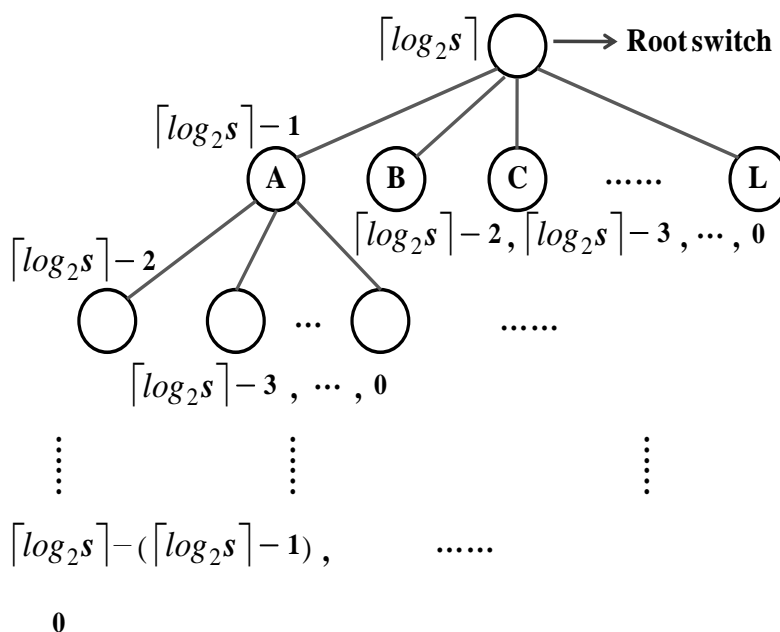 ⌈log₂s⌉ → Root switch
⌈log₂s⌉−1
A B C ...... L
⌈log₂s⌉−2 , ⌈log₂s⌉−3 , ··· , 0
⌈log₂s⌉−2
... ......
⌈log₂s⌉−3 , ··· , 0
⌈log₂s⌉−(⌈log₂s⌉−1) , ......
0